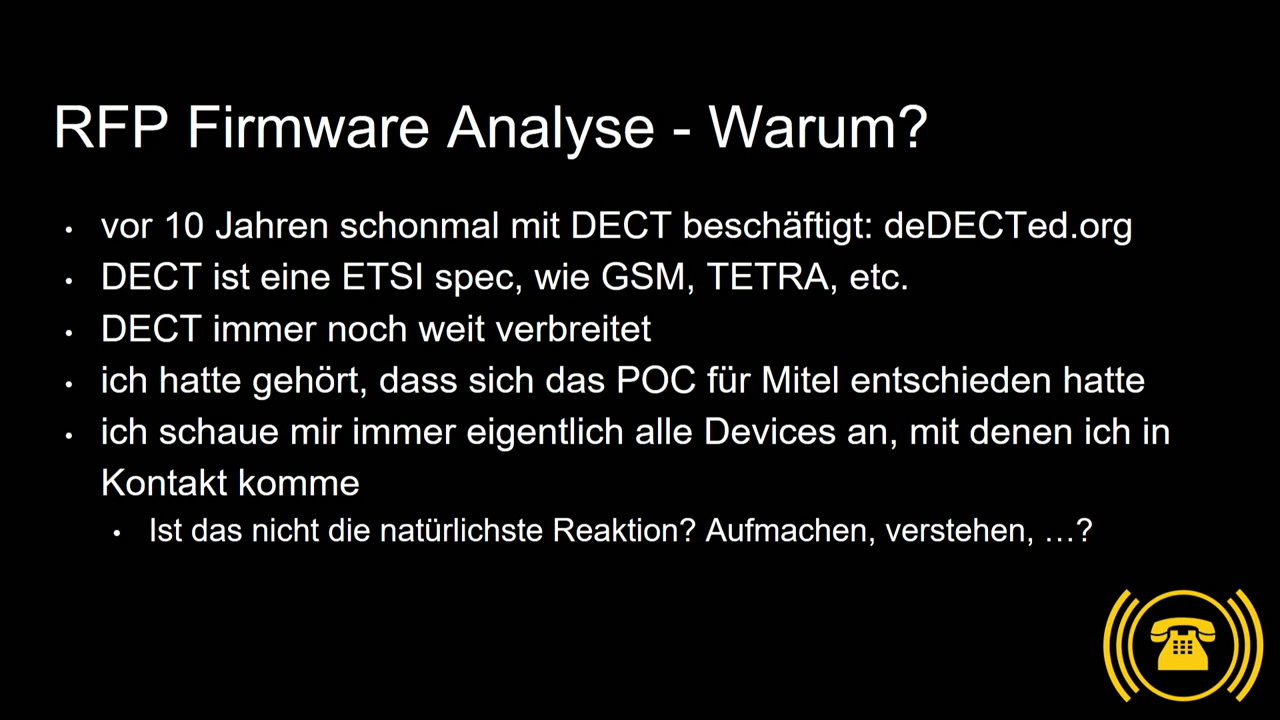 RFP Firmware Analyse - Warum?
• vor 10 Jahren schonmal mit DECT beschäftigt: deDECTed.org
• DECT ist eine ETSI spec, wie GSM, TETRA, etc.
• DECT immer noch weit verbreitet
• ich hatte gehört, dass sich das POC für Mitel entschieden hatte
• ich schaue mir immer eigentlich alle Devices an, mit denen ich in
Kontakt komme
• Ist das nicht die natürlichste Reaktion? Aufmachen, verstehen, …?